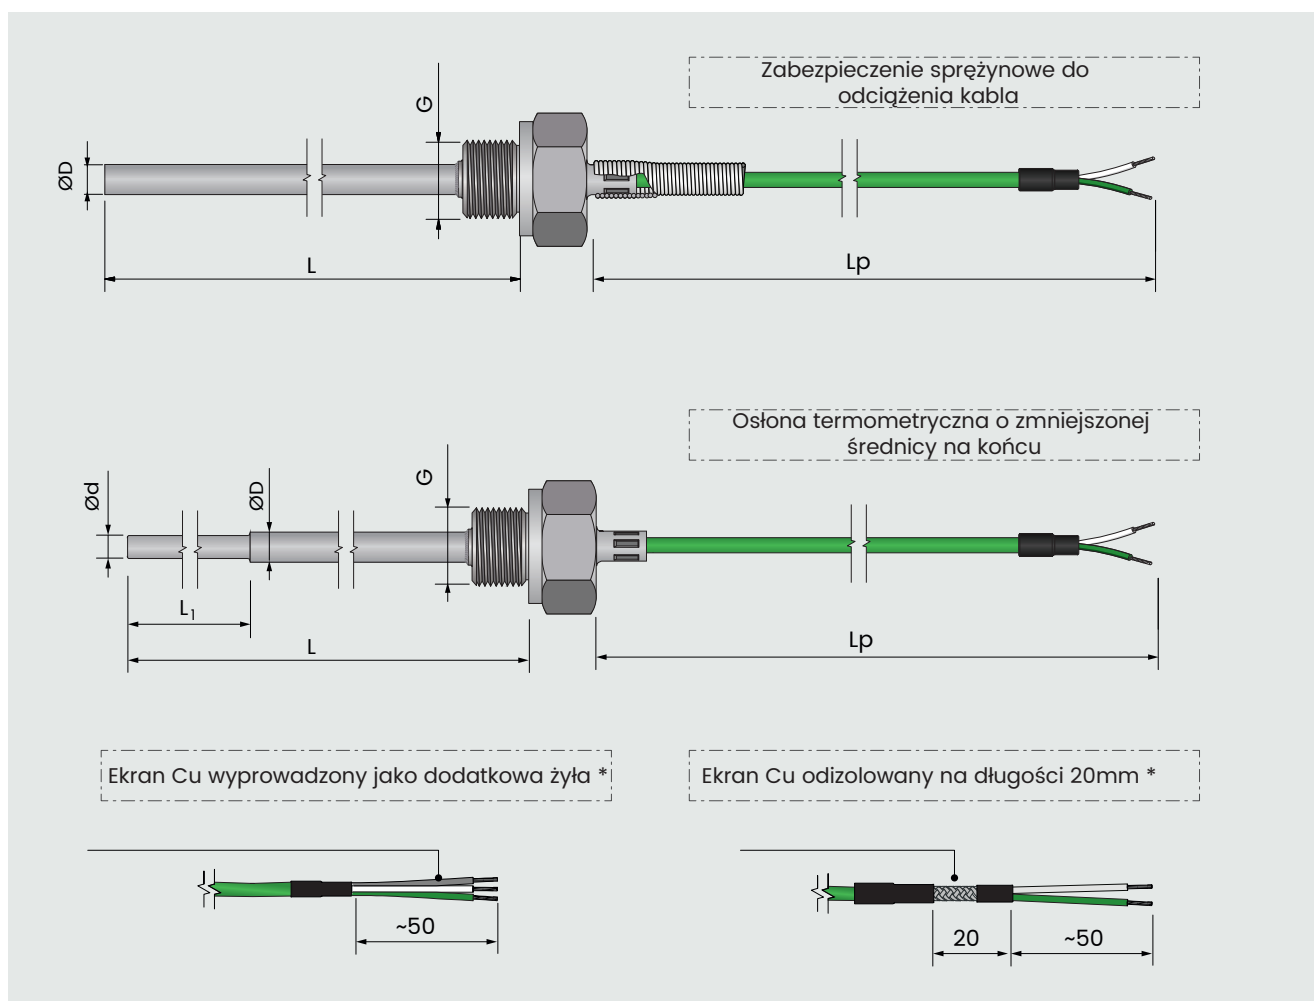 Zabezpieczenie sprężynowe do
odciążenia kabla
G
ØD
L
Lp
Osłona termometryczna o zmniejszonej
średnicy na końcu
G
Ød
ØD
L1
L
Lp
Ekran Cu wyprowadzony jako dodatkowa żyła *
Ekran Cu odizolowany na długości 20mm *
~50
20
~50